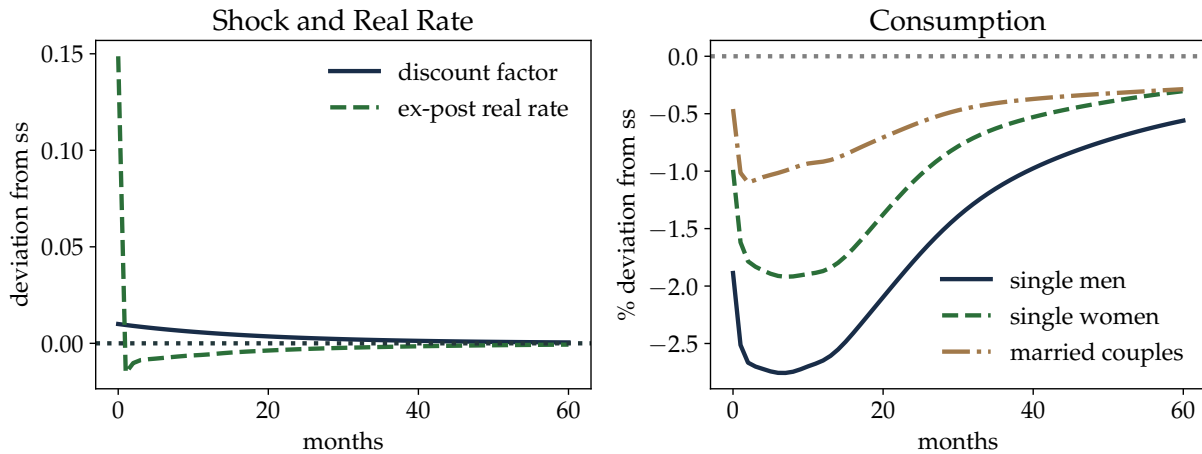 Shock and Real Rate
0.15
0.10
0.05
0.00
deviation from ss
discount factor
ex-post real rate
0
20
40
60
months
Consumption
0.0
−0.5
−1.0
−1.5
−2.0
−2.5
% deviation from ss
single men
single women
married couples
0
20
40
60
months